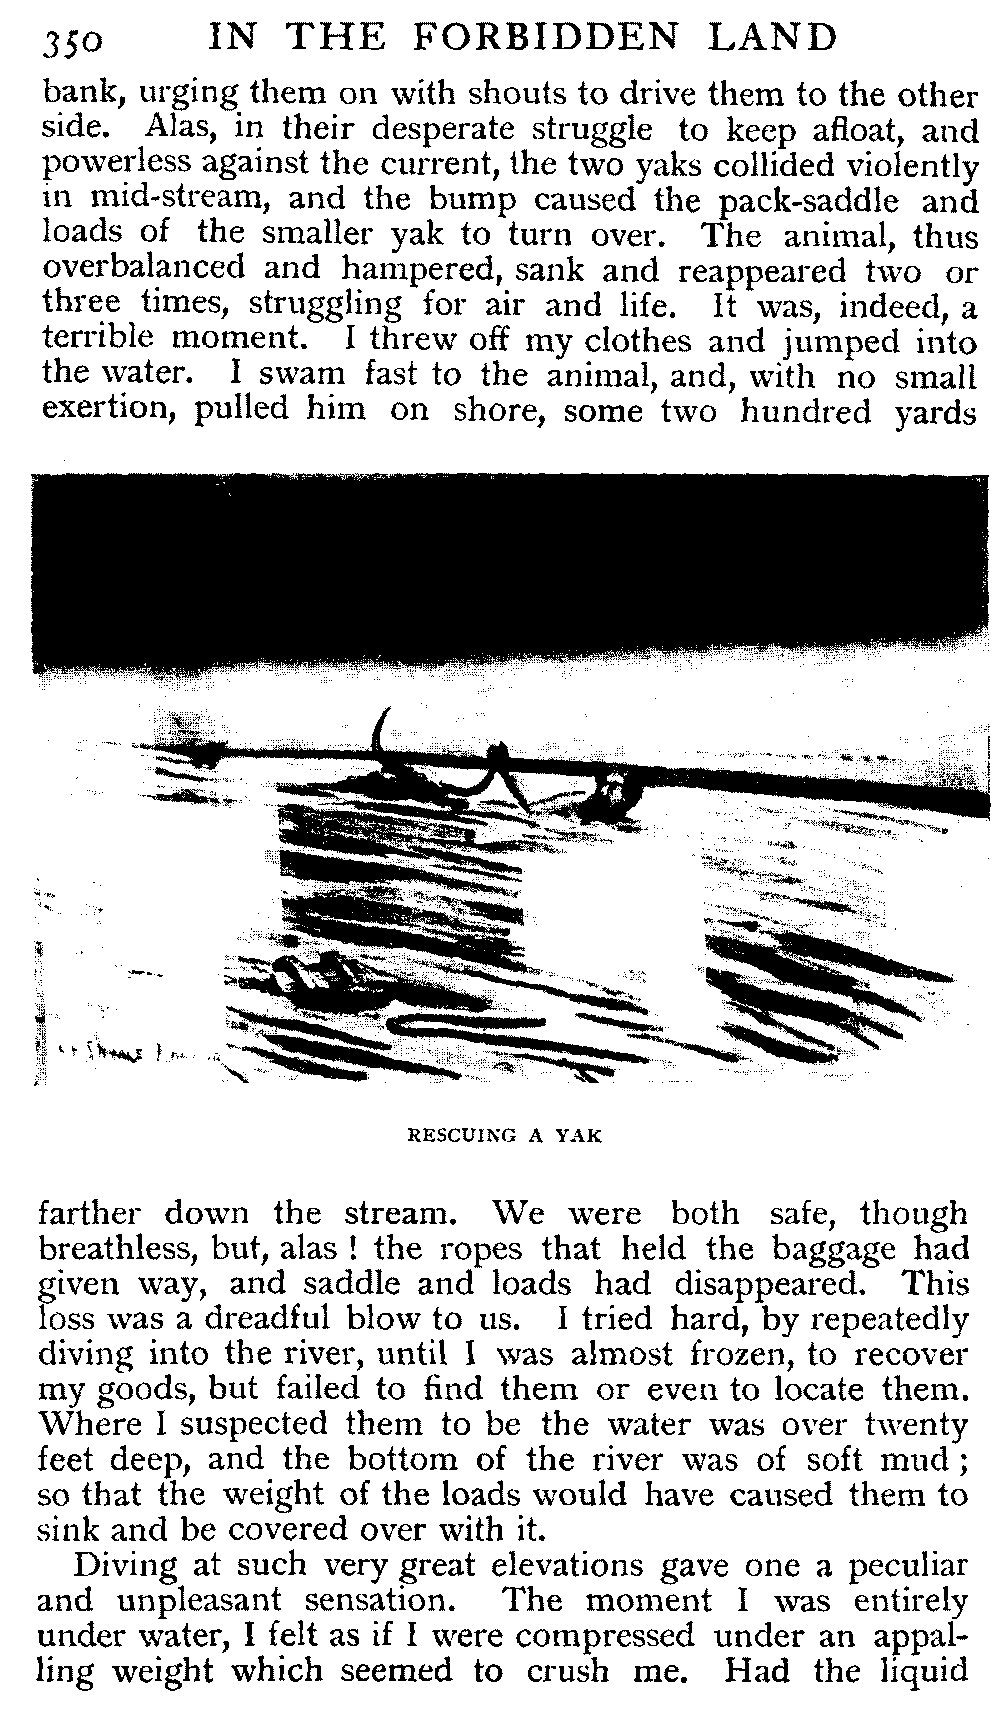 350 IN THE FORBIDDEN LAND
bank, urging them on with shouts to drive them to the other
side. Alas, in their desperate struggle to keep afloat, and
powerless against the current, the two yaks collided violently
in mid-stream, and the bump caused the pack-saddle and
loads of the smaller yak to turn over. The animal, thus
overbalanced and hampered, sank and reappeared two or
three times, struggling for air and life. It was, indeed, a
terrible moment. I threw off my clothes and jumped into
the water. I swam fast to the animal, and, with no small
exertion, pulled him on shore, some two hundred yards
RESCUING A YAK
farther down the stream. We were both safe, though
breathless, but, alas ! the ropes that held the baggage had
given way, and saddle and loads had disappeared. This
loss was a dreadful blow to us. I tried hard, by repeatedly
diving into the river, until I was almost frozen, to recover
my goods, but failed to find them or even to locate them.
Where I suspected them to be the water was over twenty
feet deep, and the bottom of the river was of soft mud ;
so that the weight of the loads would have caused them to
sink and be covered over with it.
Diving at such very great elevations gave one a peculiar
and unpleasant sensation. The moment I was entirely
under water, I felt as if I were compressed under an appal-
ling weight which seemed to crush me. Had the liquid